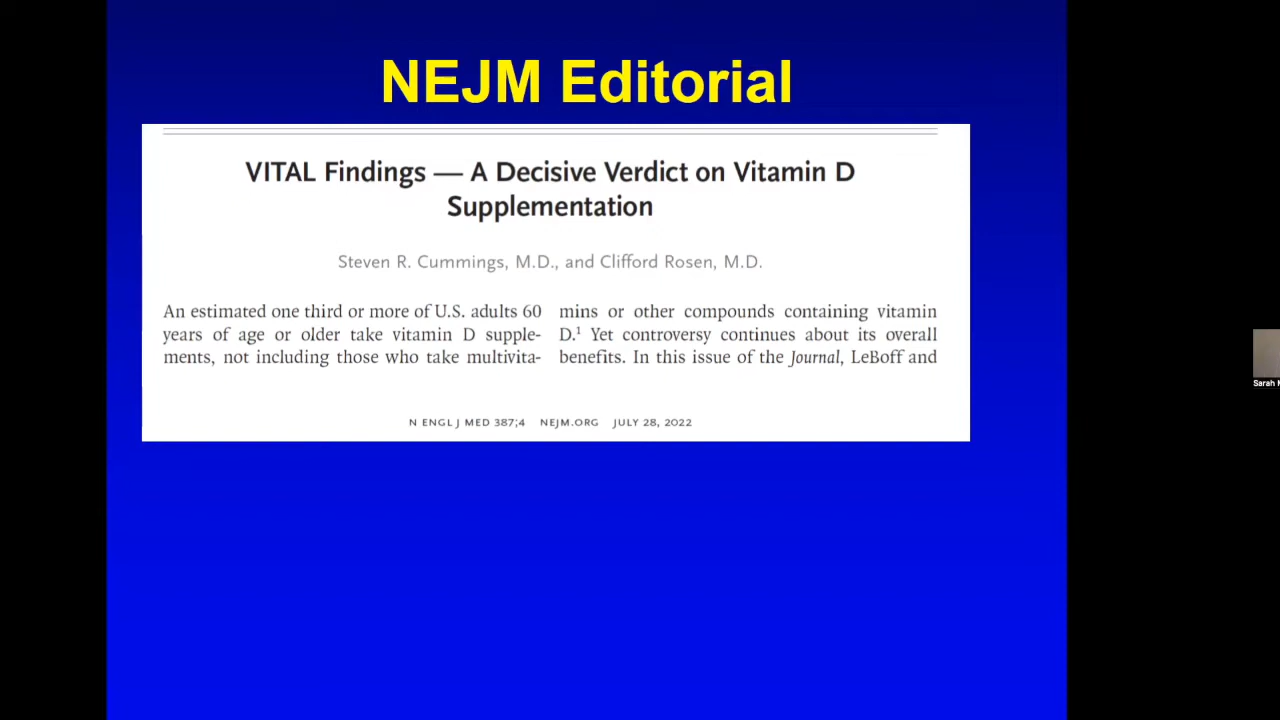 NEJM Editorial
VITAL Findings — A Decisive Verdict on Vitamin D
Supplementation
Steven R. Cummings, M.D., and Clifford Rosen, M.D.
An estimated one third or more of U.S. adults 60
years of age or older take vitamin D supple-
ments, not including those who take multivita-
mins or other compounds containing vitamin
D.¹ Yet controversy continues about its overall
benefits. In this issue of the Journal, LeBoff and
N ENGL J MED 387;4 NEJM.ORG JULY 28, 2022
Sarah M